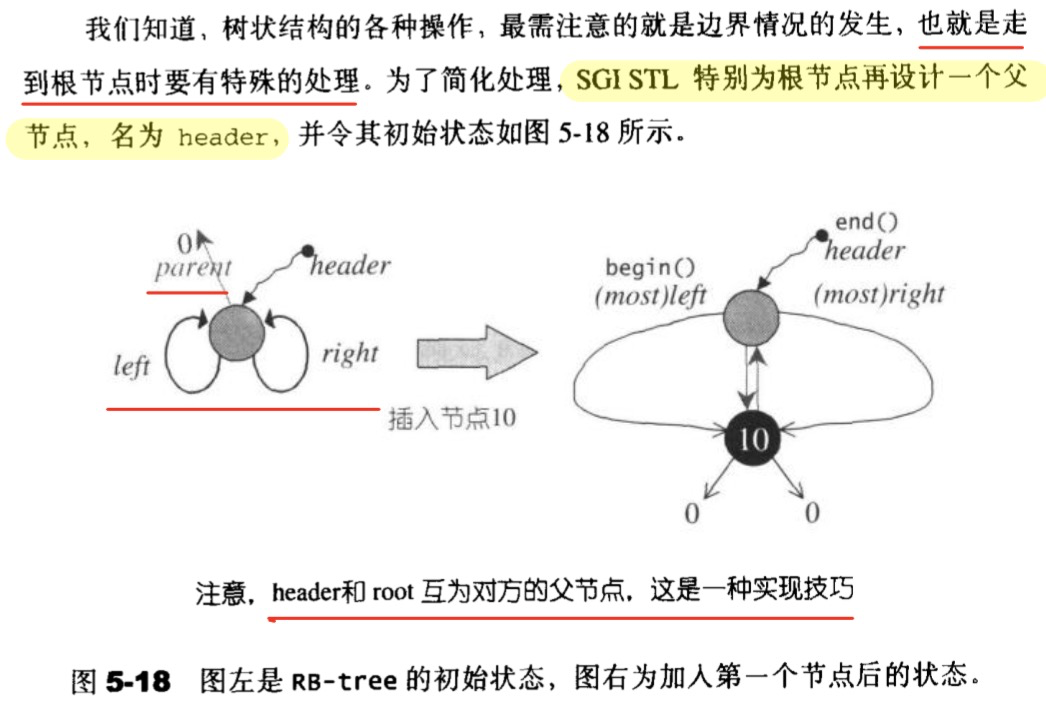 我们知道，树状结构的各种操作，最需注意的就是边界情况的发生，也就是走
到根节点时要有特殊的处理。为了简化处理，SGI STL 特别为根节点再设计一个父
节点，名为 header，并令其初始状态如图 5-18 所示。
0
parent
header
left
right
插入节点10
end()
header
begin()
(most)left
(most)right
10
0
0
注意，header和 root 互为对方的父节点，这是一种实现技巧
图 5-18 图左是 RB-tree 的初始状态，图右为加入第一个节点后的状态。